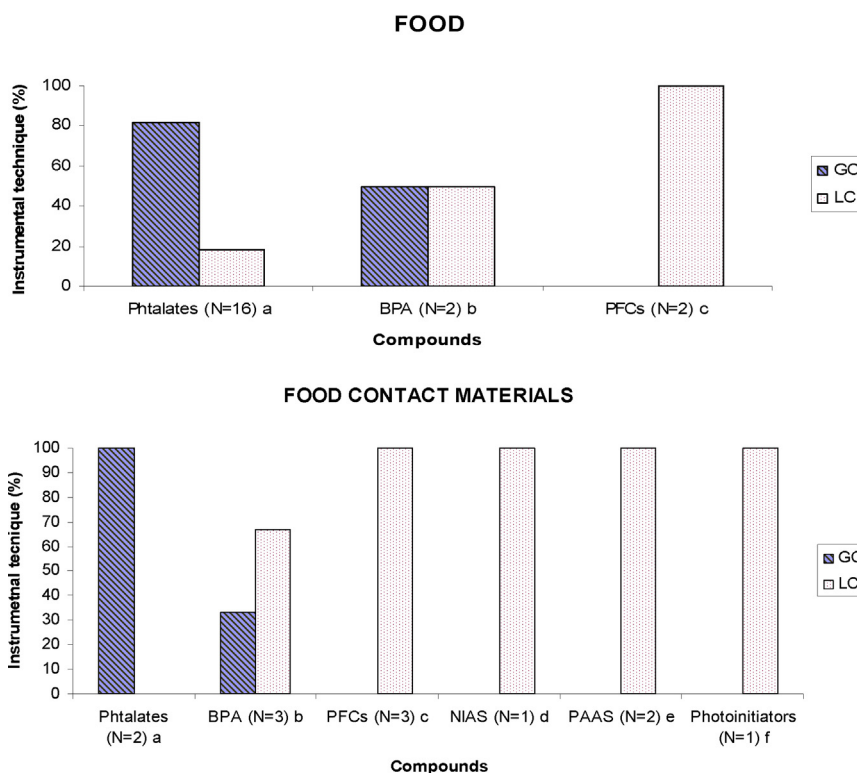 FOOD
Instrumental technique (%)
100
80
60
40
20
0
GC
LC
Phtalates (N=16) a
BPA (N=2) b
PFCs (N=2) c
Compounds
FOOD CONTACT MATERIALS
Instrumetnal tecnique (%)
100
90
80
70
60
50
40
30
20
10
0
GC
LC
Phtalates
(N=2) a
BPA (N=3) b
PFCs (N=3) c
NIAS (N=1) d
PAAS (N=2) e
Photoinitiators
(N=1) f
Compounds